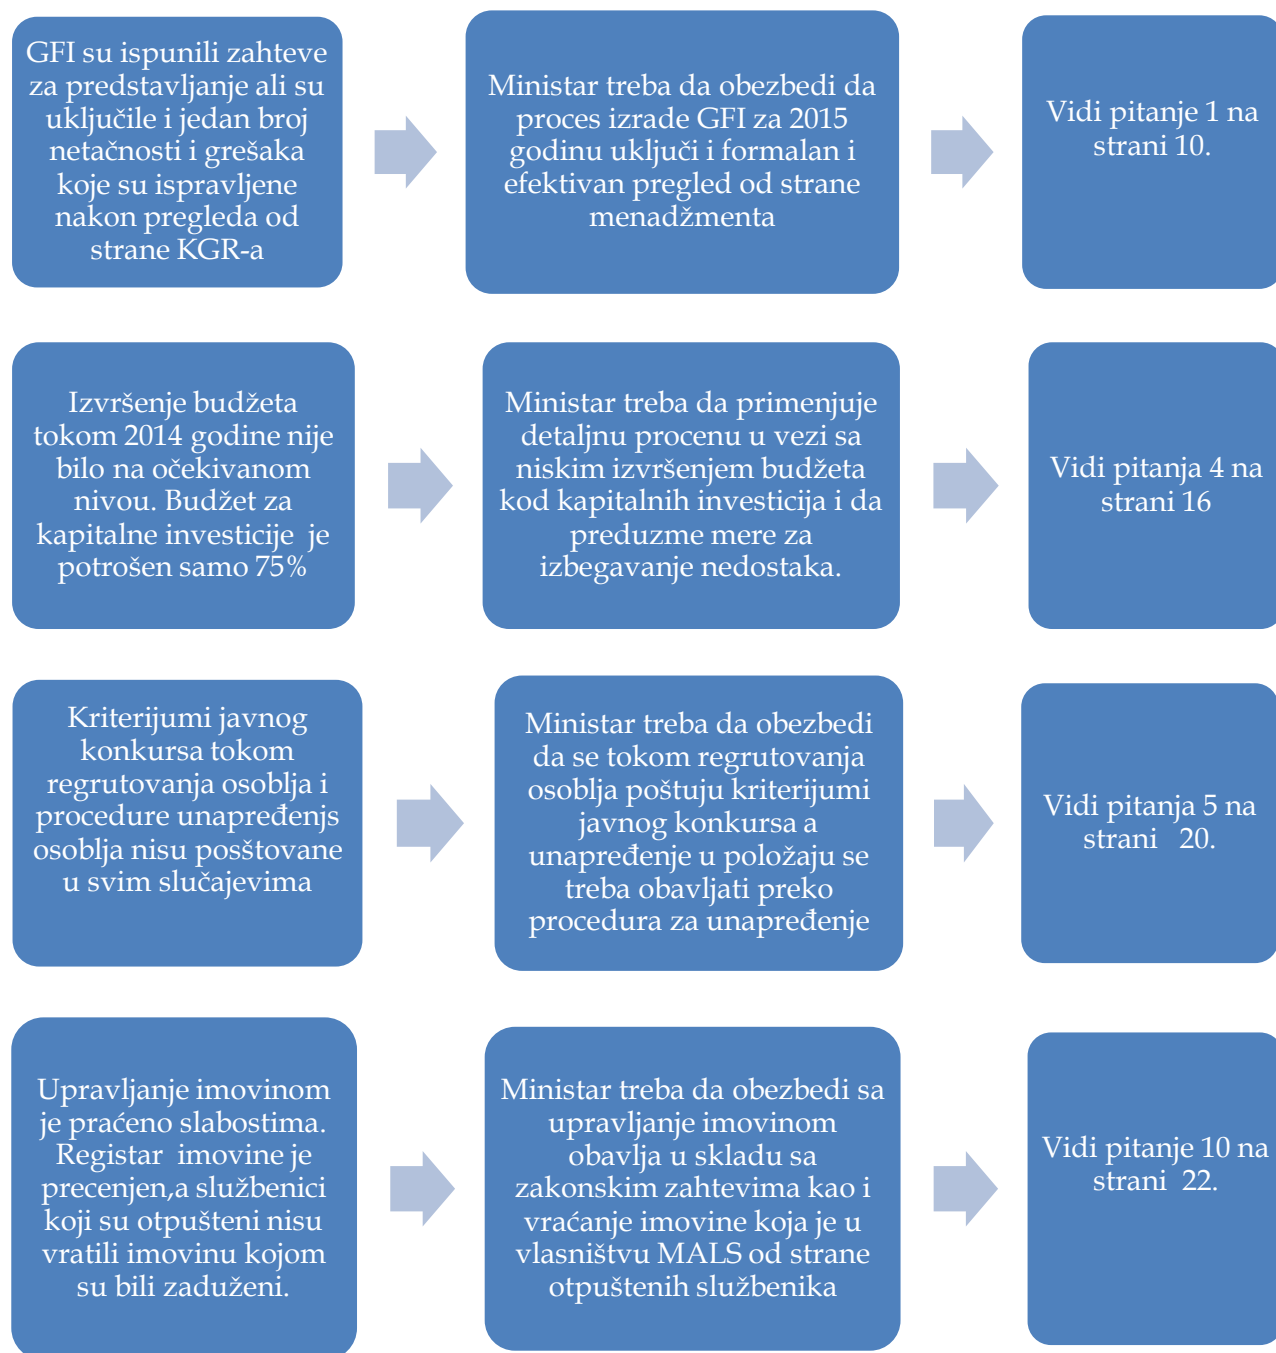 GFI su ispunili zahteve
za predstavljanje ali su
uključile i jedan broj
netačnosti i grešaka
koje su ispravljene
nakon pregleda od
strane KGR-a
Ministar treba da obezbedi da
proces izrade GFI za 2015
godinu uključi i formalan i
efektivan pregled od strane
menadžmenta
Vidi pitanje 1 na
strani 10.
Izvršenje budžeta
tokom 2014 godine nije
bilo na očekivanom
nivou. Budžet za
kapitalne investicije je
potrošen samo 75%
Ministar treba da primenjuje
detaljnu procenu u vezi sa
niskim izvršenjem budžeta
kod kapitalnih investicija i da
preduzme mere za
izbegavanje nedostaka.
Vidi pitanja 4 na
strani 16
Kriterijumi javnog
konkursa tokom
regrutovanja osoblja i
procedure unapređenjs
osoblja nisu posštovane
u svim slučajevima
Ministar treba da obezbedi
da se tokom regrutovanja
osoblja poštuju kriterijumi
javnog konkursa a
unapređenje u položaju se
treba obavljati preko
procedura za unapređenje
Vidi pitanja 5 na
strani 20.
Upravljanje imovinom
je praćeno slabostima.
Registar imovine je
precenjen,a službenici
koji su otpušteni nisu
vratili imovinu kojom
su bili zaduženi.
Ministar treba da obezbedi sa
upravljanje imovinom
obavlja u skladu sa
zakonskim zahtevima kao i
vraćanje imovine koja je u
vlasništvu MALS od strane
otpuštenih službenika
Vidi pitanje 10 na
strani 22.